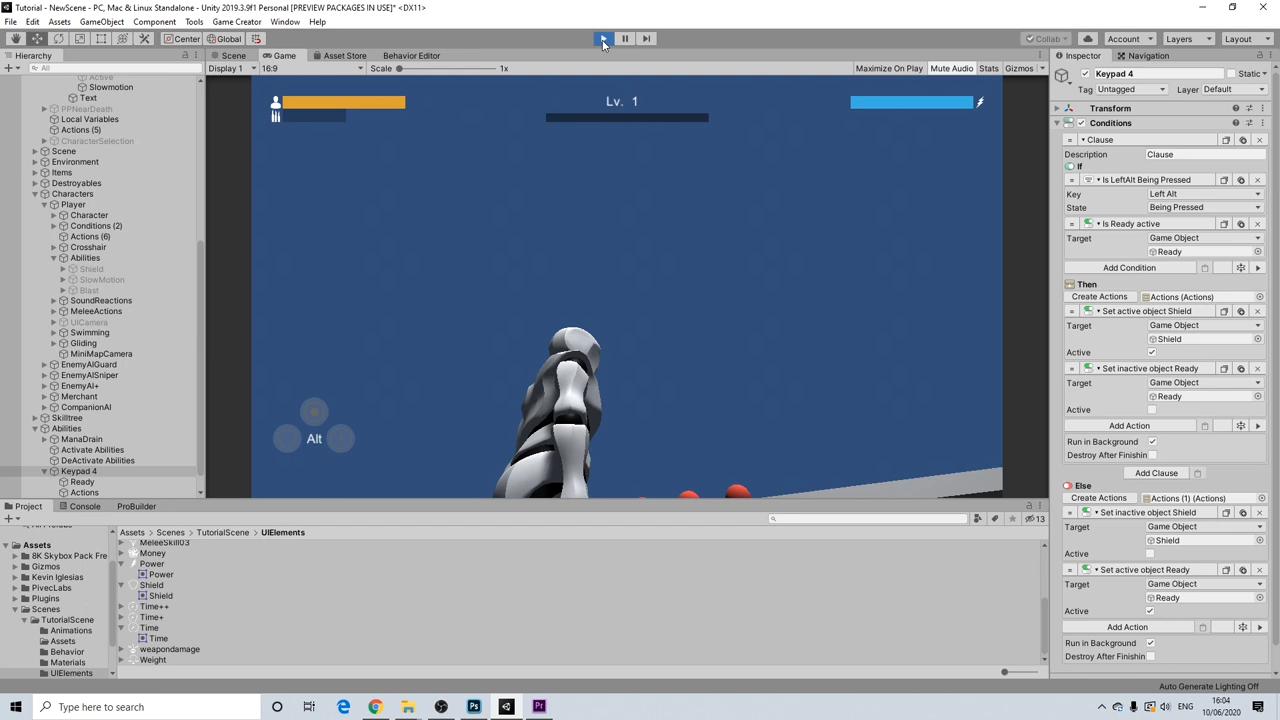 Tutorial - NewScene - PC, Mac & Linux Standalone - Unity 2019.3.9f1 Personal [PREVIEW PACKAGES IN USE]* <DX11>
File Edit Assets GameObject Component Tools Game Creator Window Help
Center Global Collab Account Layers Layout
Hierarchy Scene Game Asset Store Behavior Editor Inspector Navigation
All Display 1 16:9 Scale 1x Maximize On Play Mute Audio Stats Gizmos
Active
Slowmotion
Text
PPNearDeath
Local Variables
Actions (5)
CharacterSelection
Scene
Environment
Items
Destroyables
Characters
Player
Character
Conditions (2)
Actions (6)
Crosshair
Abilities
Shield
SlowMotion
Blast
SoundReactions
MeleeActions
UICamera
Swimming
Gliding
MiniMapCamera
EnemyAIGuard
EnemyAISniper
EnemyAI+
Merchant
CompanionAI
Skilltree
Abilities
ManaDrain
Activate Abilities
DeActivate Abilities
Keypad 4
Ready
Actions
Lv. 1
Alt
Keypad 4 Static
Tag Untagged Layer Default
Transform
Conditions
Clause
Description Clause
If
Is LeftAlt Being Pressed
Key Left Alt
State Being Pressed
Is Ready active
Target Game Object
Ready
Add Condition
Then
Create Actions Actions (Actions)
Set active object Shield
Target Game Object
Shield
Active
Set inactive object Ready
Target Game Object
Ready
Active
Add Action
Run in Background
Destroy After Finishin
Add Clause
Else
Create Actions Actions (1) (Actions)
Set inactive object Shield
Target Game Object
Shield
Active
Set active object Ready
Target Game Object
Ready
Active
Add Action
Run in Background
Destroy After Finishin
Project Console ProBuilder
13
Assets
8K Skybox Pack Fre
Gizmos
Kevin Iglesias
PivecLabs
Plugins
Scenes
TutorialScene
Animations
Assets
Behavior
Materials
UIElements
Assets > Scenes > TutorialScene > UIElements
MeleeSkill03
Money
Power
Power
Shield
Shield
Time++
Time+
Time
Time
weapondamage
Weight
Auto Generate Lighting Off
Type here to search
ENG
16:04
10/06/2020